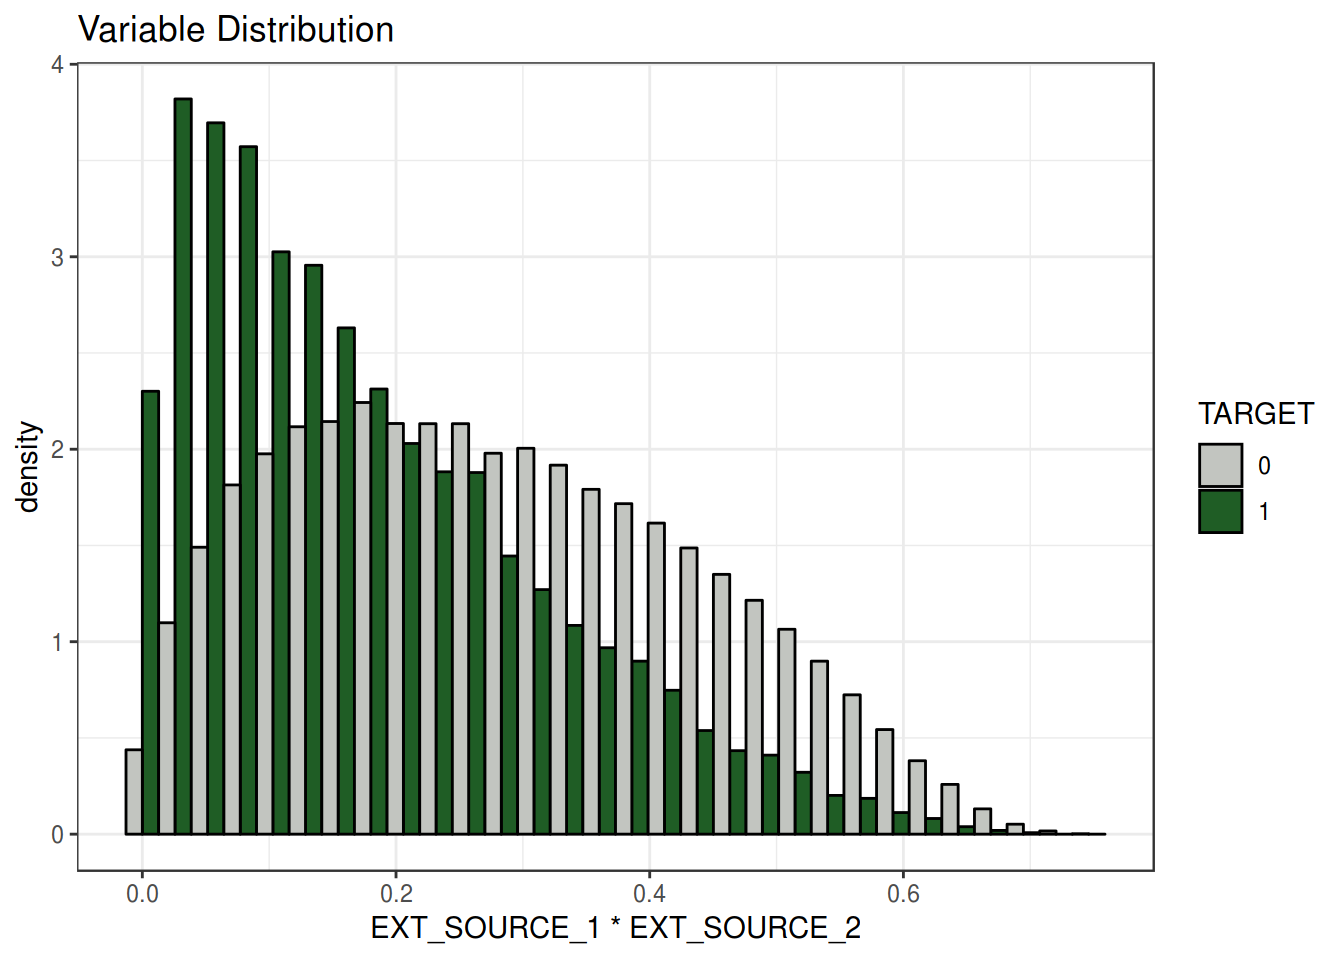 Variable Distribution
4
3
2
1
0
density
0.0 0.2 0.4 0.6
EXT_SOURCE_1 * EXT_SOURCE_2
TARGET
0
1